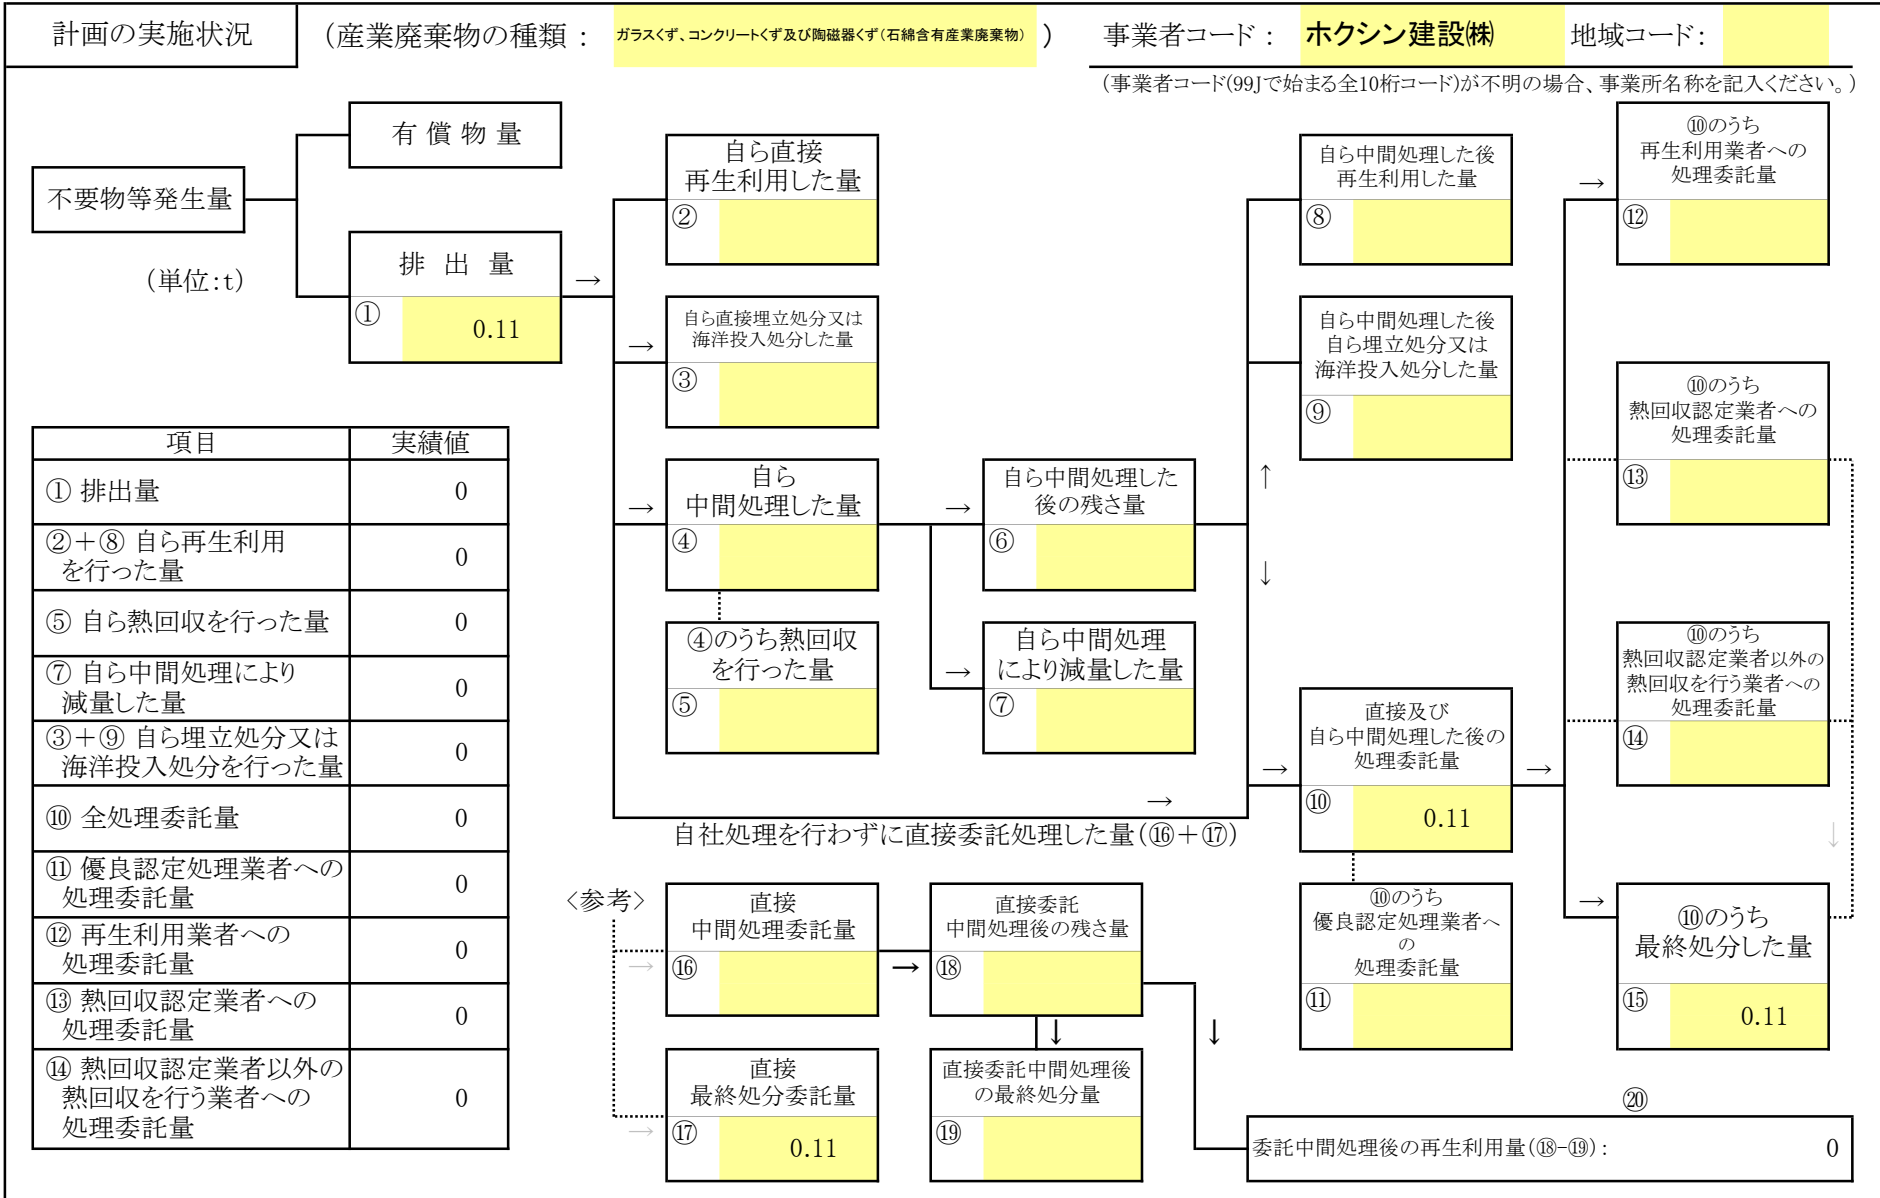 計画の実施状況
(産業廃棄物の種類： ガラスくず、コンクリートくず及び陶磁器くず(石綿含有産業廃棄物) )
事業者コード： ホクシン建設㈱ 地域コード：
(事業者コード(99Jで始まる全10桁コード)が不明の場合、事業所名称を記入ください。)
有 償 物 量
不要物等発生量
(単位：t)
排 出 量
→
① 0.11
自ら直接
再生利用した量
②
→
自ら直接埋立処分又は
海洋投入処分した量
③
→
自ら
中間処理した量
④
④のうち熱回収
を行った量
⑤
→
自ら中間処理した
後の残さ量
⑥
→
自ら中間処理
により減量した量
⑦
↑
↓
自ら中間処理した後
再生利用した量
⑧
自ら中間処理した後
自ら埋立処分又は
海洋投入処分した量
⑨
→
自社処理を行わずに直接委託処理した量(⑯＋⑰)
→
直接及び
自ら中間処理した後の
処理委託量
⑩ 0.11
→
⑩のうち
優良認定処理業者へ
の
処理委託量
⑪
→
⑩のうち
再生利用業者への
処理委託量
⑫
⑩のうち
熱回収認定業者への
処理委託量
⑬
⑩のうち
熱回収認定業者以外の
熱回収を行う業者への
処理委託量
⑭
↓
→
⑩のうち
最終処分した量
⑮ 0.11
項目 実績値
① 排出量 0
②＋⑧ 自ら再生利用
を行った量 0
⑤ 自ら熱回収を行った量 0
⑦ 自ら中間処理により
減量した量 0
③＋⑨ 自ら埋立処分又は
海洋投入処分を行った量 0
⑩ 全処理委託量 0
⑪ 優良認定処理業者への
処理委託量 0
⑫ 再生利用業者への
処理委託量 0
⑬ 熱回収認定業者への
処理委託量 0
⑭ 熱回収認定業者以外の
熱回収を行う業者への
処理委託量 0
〈参考〉
→
直接
中間処理委託量
⑯
→
直接委託
中間処理後の残さ量
⑱
↓
↓
→
直接
最終処分委託量
⑰ 0.11
直接委託中間処理後
の最終処分量
⑲
⑳
委託中間処理後の再生利用量(⑱-⑲)： 0